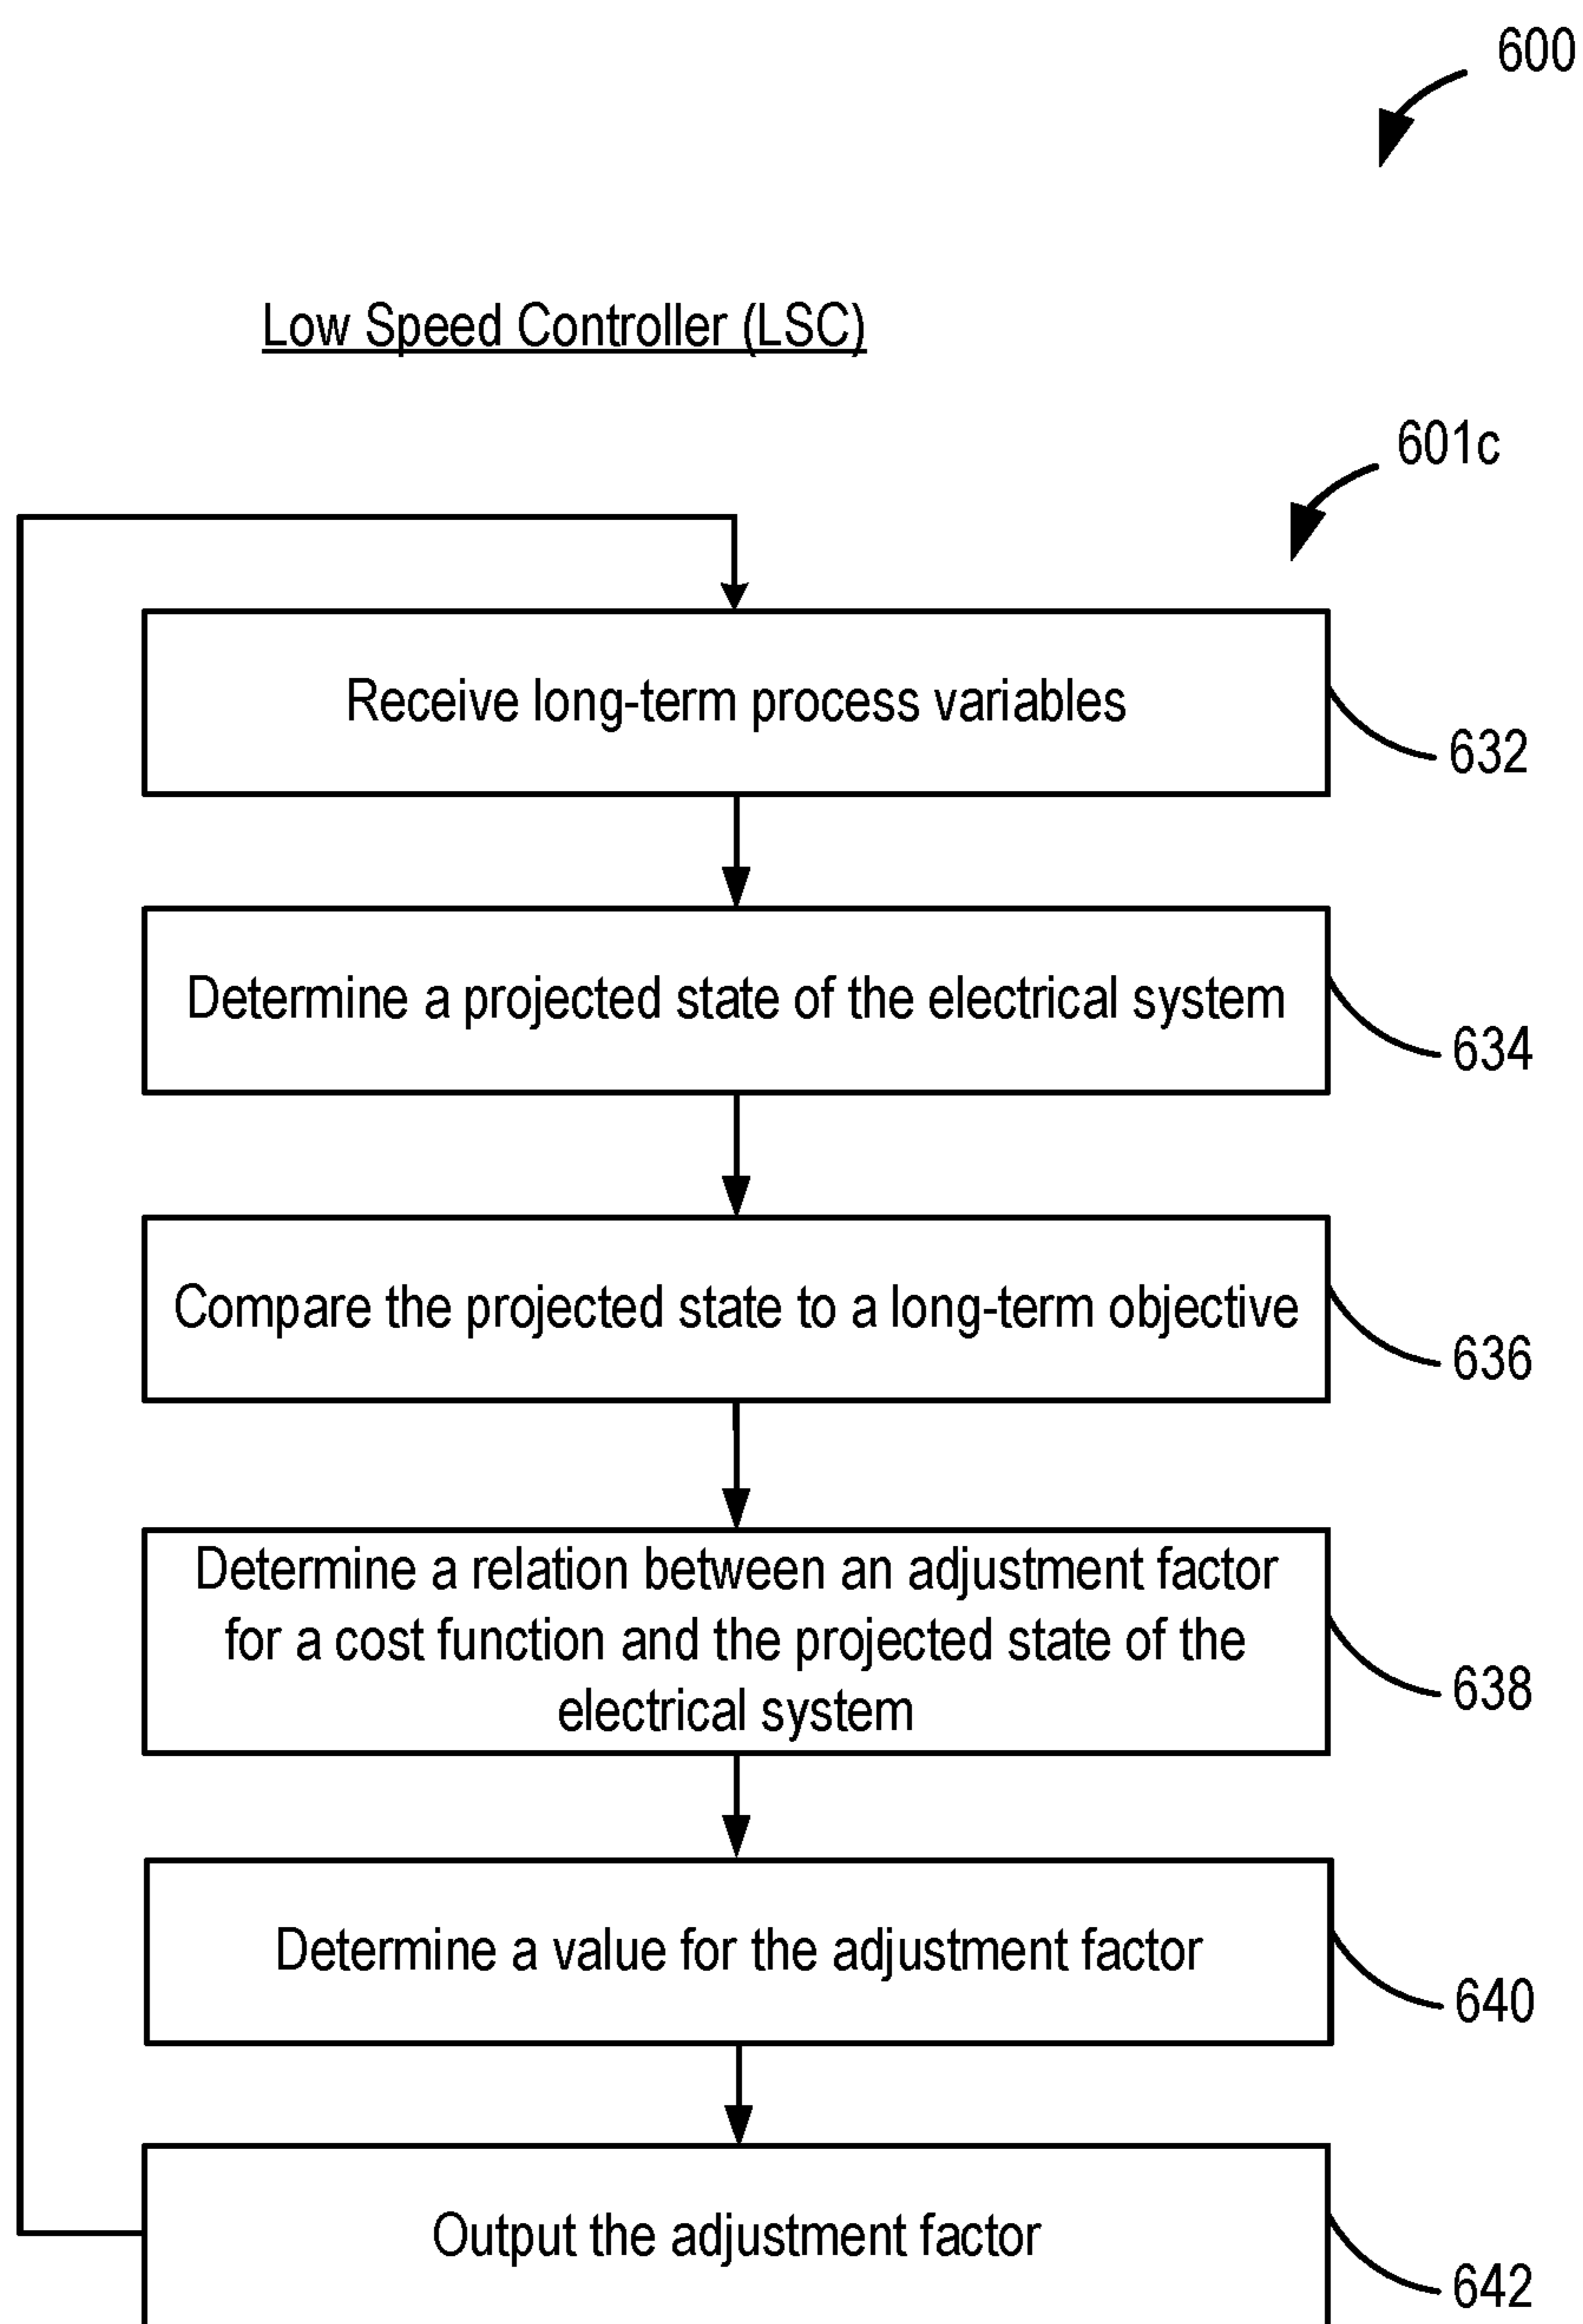 600
Low Speed Controller (LSC)
601c
Receive long-term process variables
632
Determine a projected state of the electrical system
634
Compare the projected state to a long-term objective
636
Determine a relation between an adjustment factor
for a cost function and the projected state of the
electrical system
638
Determine a value for the adjustment factor
640
Output the adjustment factor
642